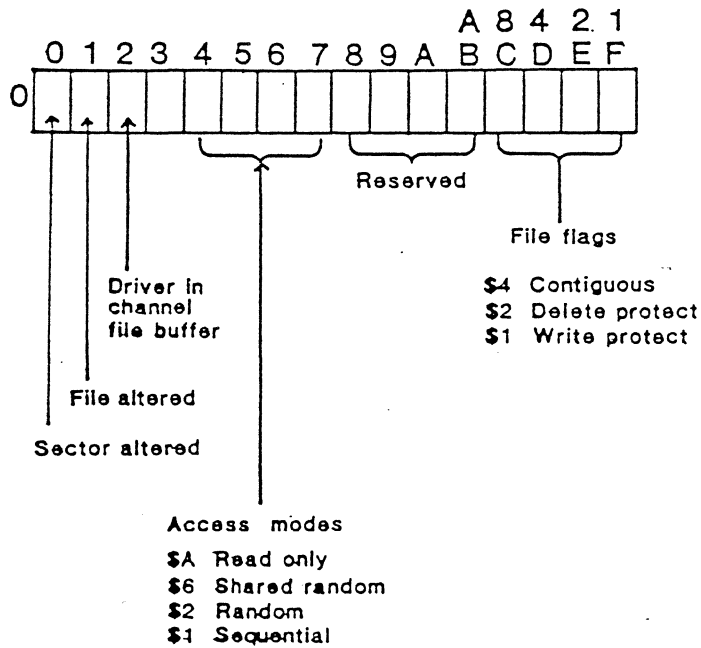 A 8 4 2 1
0 1 2 3 4 5 6 7 8 9 A B C D E F
0
Reserved
File flags
$4 Contiguous
$2 Delete protect
$1 Write protect
Driver in
channel
file buffer
File altered
Sector altered
Access modes
$A Read only
$6 Shared random
$2 Random
$1 Sequential